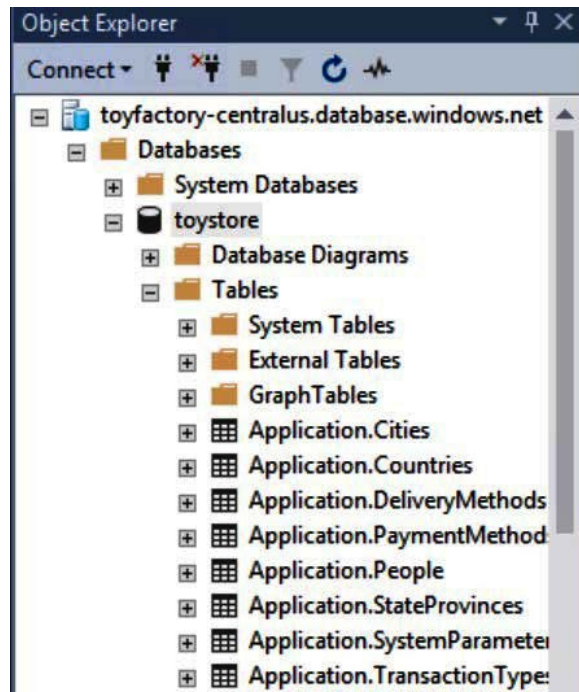 Object Explorer
Connect
toyfactory-centralus.database.windows.net
Databases
System Databases
toystore
Database Diagrams
Tables
System Tables
External Tables
GraphTables
Application.Cities
Application.Countries
Application.DeliveryMethods
Application.PaymentMethod
Application.People
Application.StateProvinces
Application.SystemParameter
Application.TransactionTypes